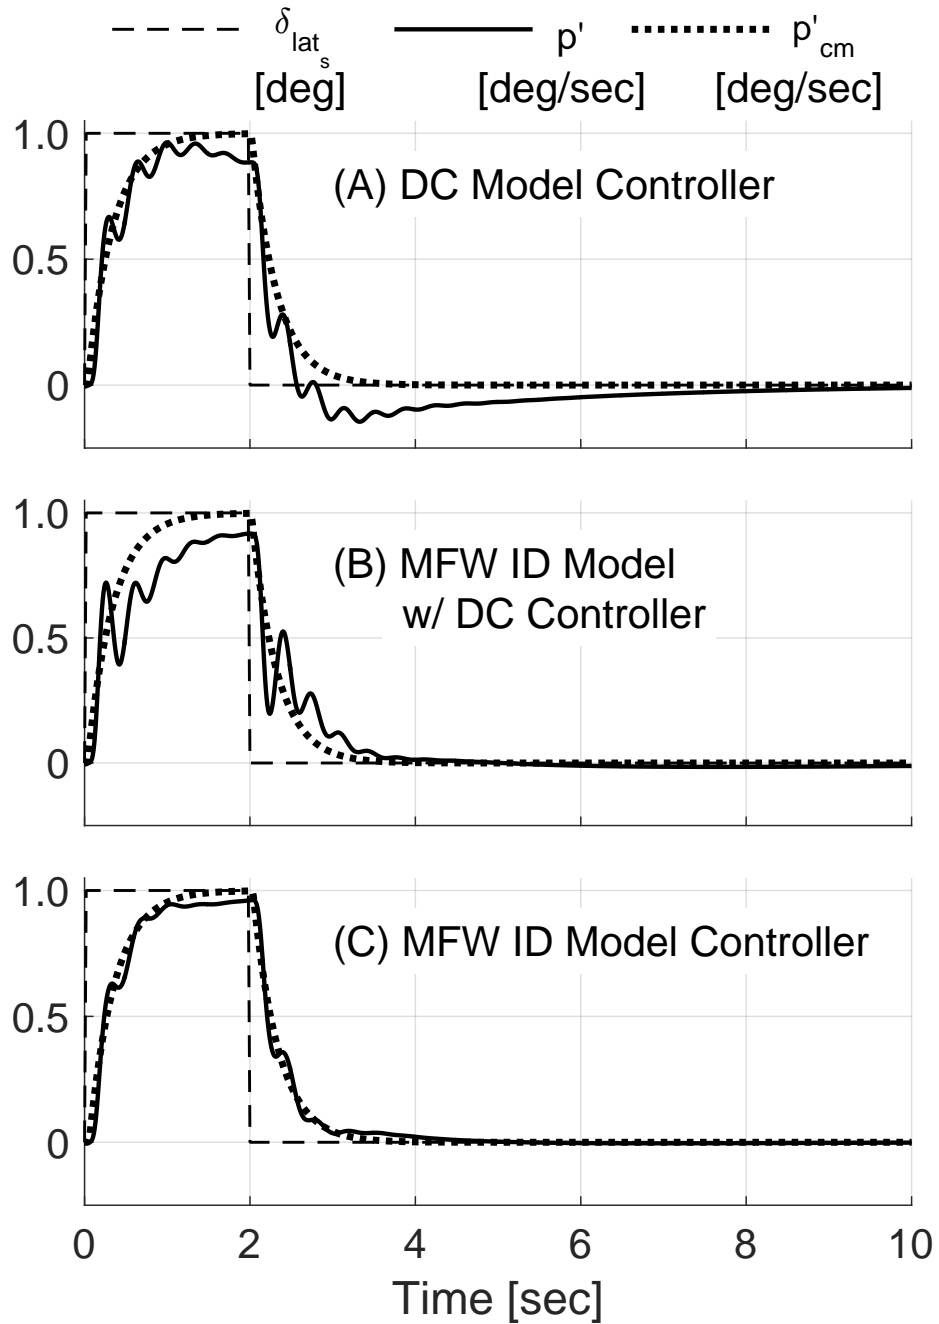 δlats p' p'cm
[deg] [deg/sec] [deg/sec]
1.0
(A) DC Model Controller
0.5
0
1.0
(B) MFW ID Model
w/ DC Controller
0.5
0
1.0
(C) MFW ID Model Controller
0.5
0
0 2 4 6 8 10
Time [sec]